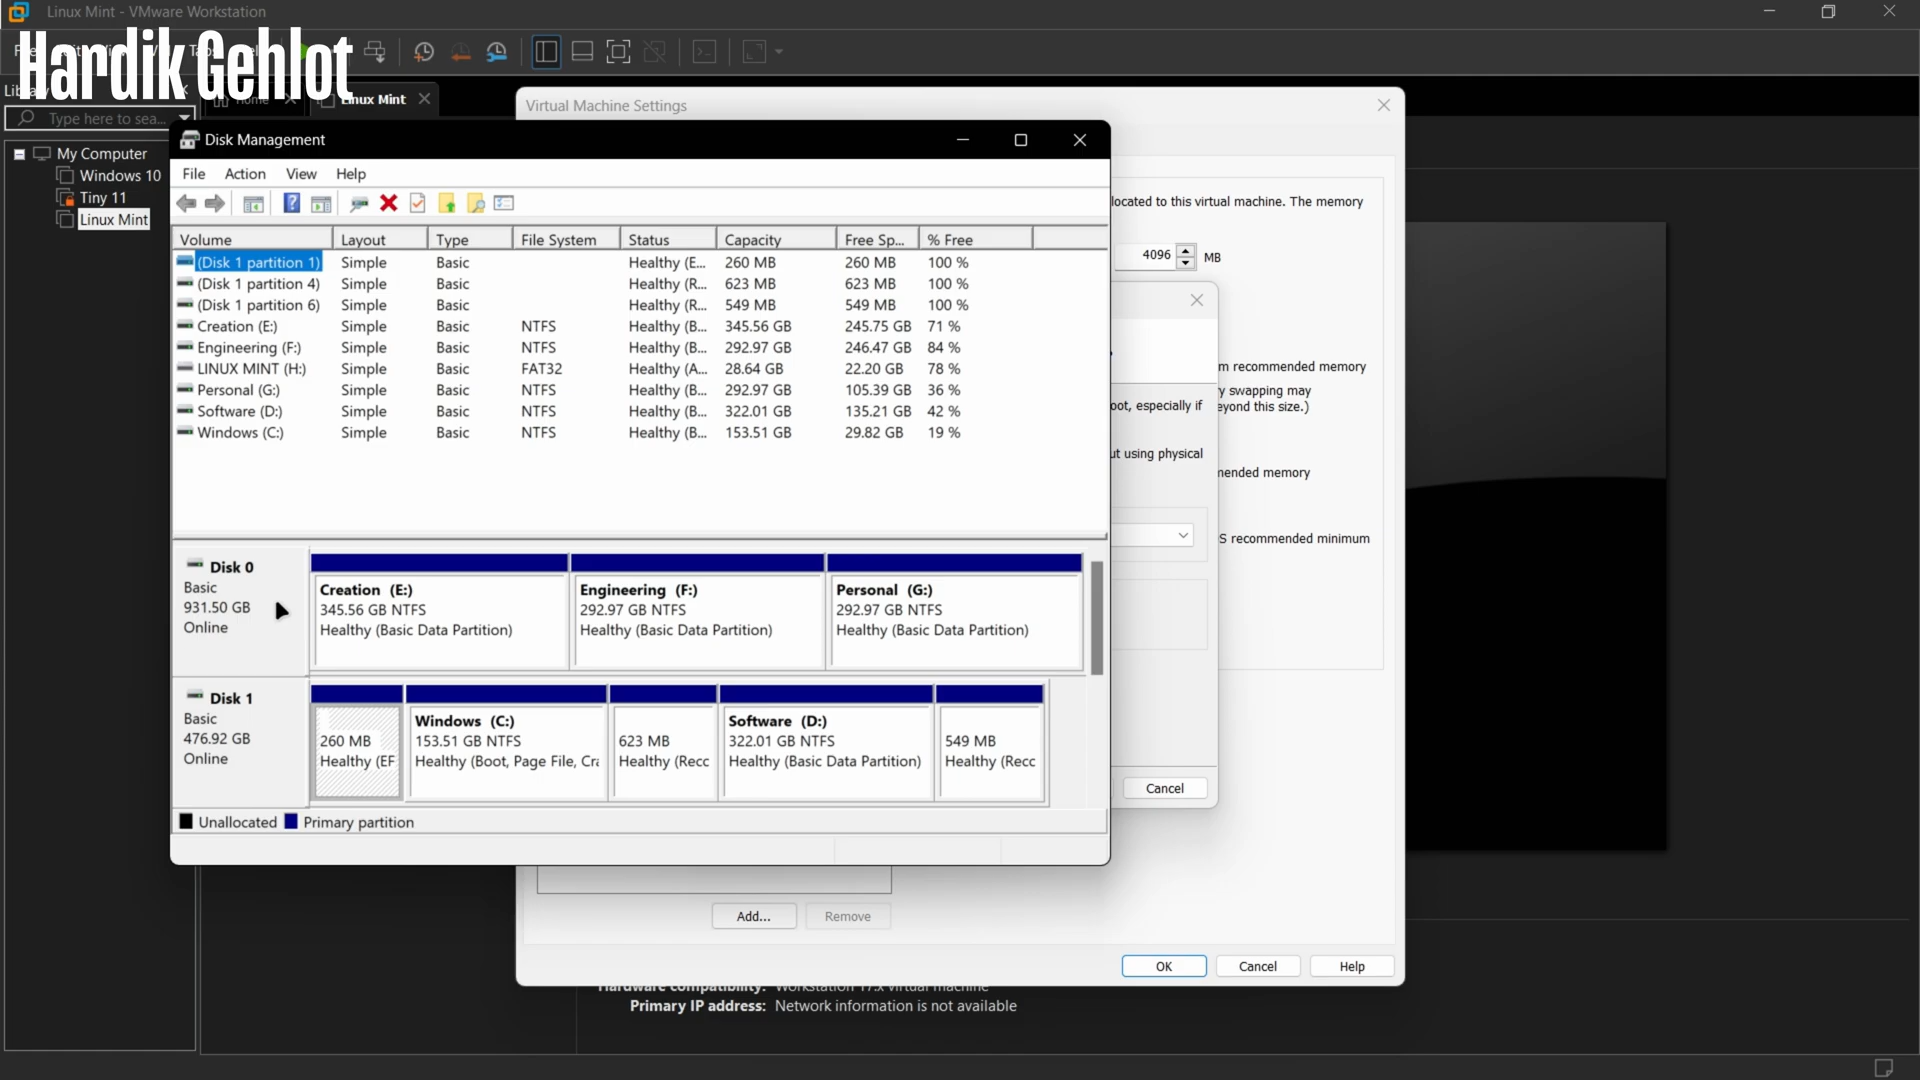 Linux Mint - VMware Workstation
Hardik Gehlot
Linux Mint
Type here to sea...
My Computer
Windows 10
Tiny 11
Linux Mint
Virtual Machine Settings
Disk Management
File Action View Help
Volume Layout Type File System Status Capacity Free Sp... % Free
(Disk 1 partition 1) Simple Basic Healthy (E... 260 MB 260 MB 100 %
(Disk 1 partition 4) Simple Basic Healthy (R... 623 MB 623 MB 100 %
(Disk 1 partition 6) Simple Basic Healthy (R... 549 MB 549 MB 100 %
Creation (E:) Simple Basic NTFS Healthy (B... 345.56 GB 245.75 GB 71 %
Engineering (F:) Simple Basic NTFS Healthy (B... 292.97 GB 246.47 GB 84 %
LINUX MINT (H:) Simple Basic FAT32 Healthy (A... 28.64 GB 22.20 GB 78 %
Personal (G:) Simple Basic NTFS Healthy (B... 292.97 GB 105.39 GB 36 %
Software (D:) Simple Basic NTFS Healthy (B... 322.01 GB 135.21 GB 42 %
Windows (C:) Simple Basic NTFS Healthy (B... 153.51 GB 29.82 GB 19 %
Disk 0
Basic
931.50 GB
Online
Creation (E:)
345.56 GB NTFS
Healthy (Basic Data Partition)
Engineering (F:)
292.97 GB NTFS
Healthy (Basic Data Partition)
Personal (G:)
292.97 GB NTFS
Healthy (Basic Data Partition)
Disk 1
Basic
476.92 GB
Online
260 MB
Healthy (EF
Windows (C:)
153.51 GB NTFS
Healthy (Boot, Page File, Cra
623 MB
Healthy (Recc
Software (D:)
322.01 GB NTFS
Healthy (Basic Data Partition)
549 MB
Healthy (Recc
Unallocated Primary partition
located to this virtual machine. The memory
4096 MB
m recommended memory
y swapping may
eyond this size.)
oot, especially if
ut using physical
mended memory
S recommended minimum
Cancel
Add... Remove
OK Cancel Help
Hardware compatibility: Workstation 17.x virtual machine
Primary IP address: Network information is not available